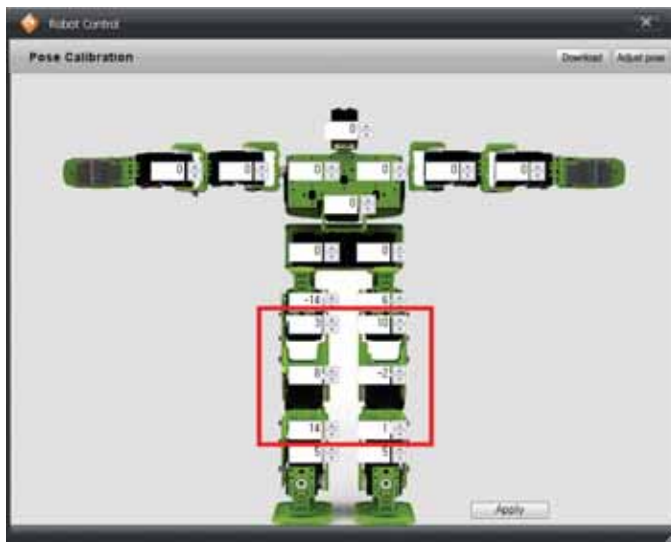 Robot Control
Pose Calibration
Download Adjust pose
0
0 0 0 0 0 0
0
0 0
-14 6
3 10
8 -2
14 1
5 5
Apply